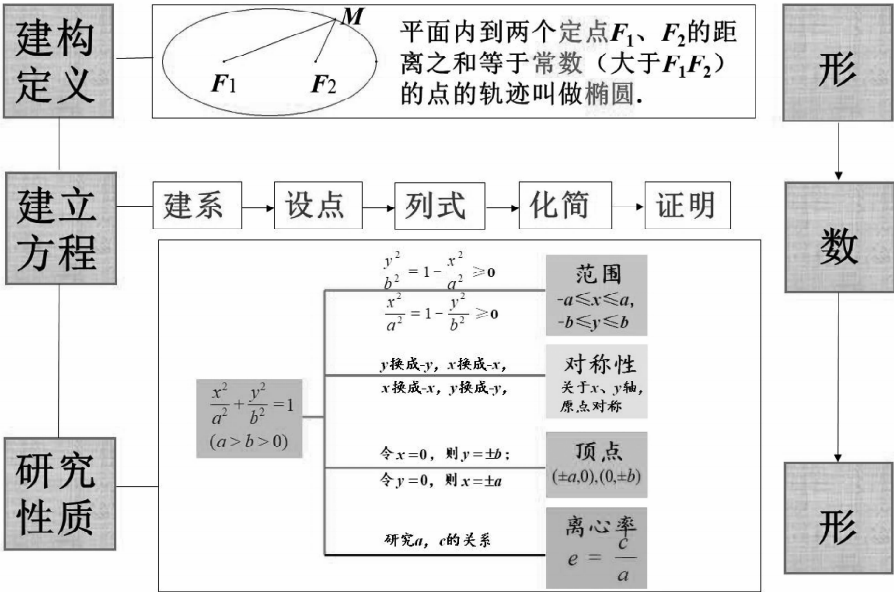 建构
定义
M
F₁
F₂
平面内到两个定点F₁、F₂的距
离之和等于常数（大于F₁F₂）
的点的轨迹叫做椭圆.
形
建立
方程
建系
设点
列式
化简
证明
数
y²/b² = 1 - x²/a² ≥0
x²/a² = 1 - y²/b² ≥0
范围
-a≤x≤a,
-b≤y≤b
y换成-y，x换成-x，
x换成-x，y换成-y，
对称性
关于x、y轴，
原点对称
x²/a² + y²/b² = 1
(a > b > 0)
令x=0，则y=±b；
令y=0，则x=±a
顶点
(±a,0),(0,±b)
研究
性质
研究a，c的关系
离心率
e = c/a
形